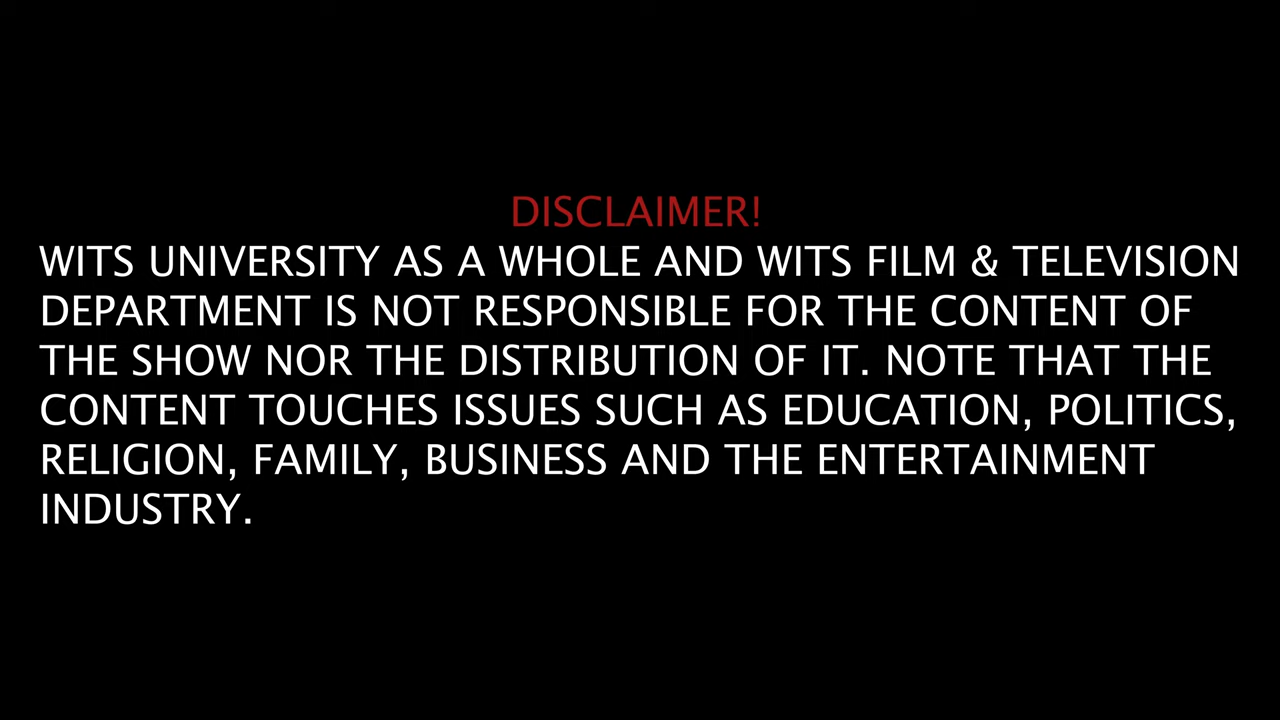 DISCLAIMER!
WITS UNIVERSITY AS A WHOLE AND WITS FILM & TELEVISION
DEPARTMENT IS NOT RESPONSIBLE FOR THE CONTENT OF
THE SHOW NOR THE DISTRIBUTION OF IT. NOTE THAT THE
CONTENT TOUCHES ISSUES SUCH AS EDUCATION, POLITICS,
RELIGION, FAMILY, BUSINESS AND THE ENTERTAINMENT
INDUSTRY.